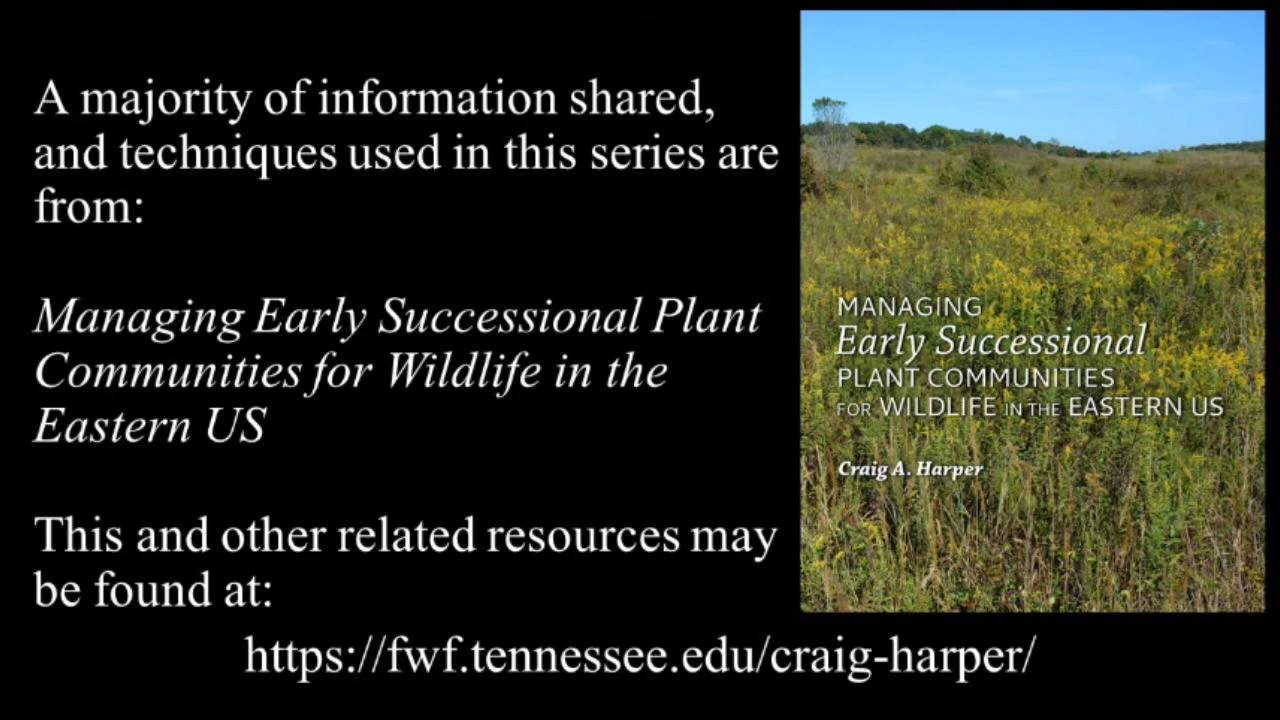 A majority of information shared,
and techniques used in this series are
from:
Managing Early Successional Plant
Communities for Wildlife in the
Eastern US
This and other related resources may
be found at:
https://fwf.tennessee.edu/craig-harper/
MANAGING
Early Successional
PLANT COMMUNITIES
FOR WILDLIFE IN THE EASTERN US
Craig A. Harper